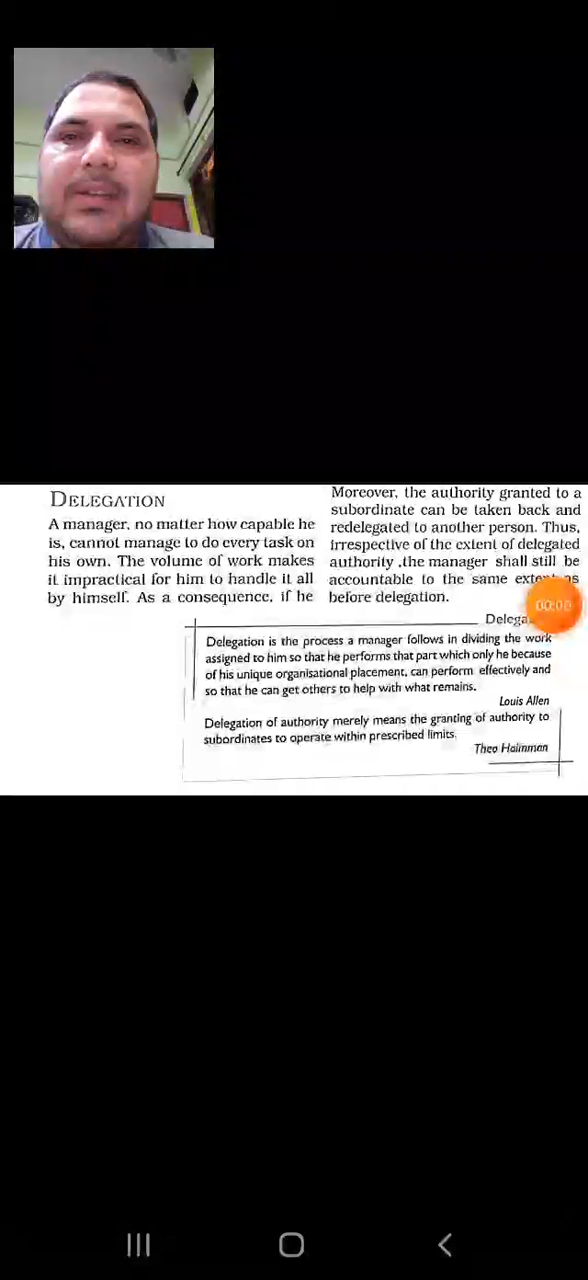 DELEGATION
A manager, no matter how capable he
is, cannot manage to do every task on
his own. The volume of work makes
it impractical for him to handle it all
by himself. As a consequence, if he
Moreover, the authority granted to a
subordinate can be taken back and
redelegated to another person. Thus,
irrespective of the extent of delegated
authority ,the manager shall still be
accountable to the same extent as
before delegation.
00:00
Delegation is the process a manager follows in dividing the work
assigned to him so that he performs that part which only he because
of his unique organisational placement, can perform effectively and
so that he can get others to help with what remains.
Louis Allen
Delegation of authority merely means the granting of authority to
subordinates to operate within prescribed limits.
Theo Haimman